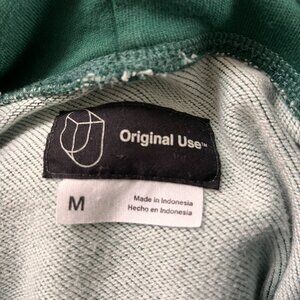 Original Use™
M
Made in Indonesia
Hecho en Indonesia